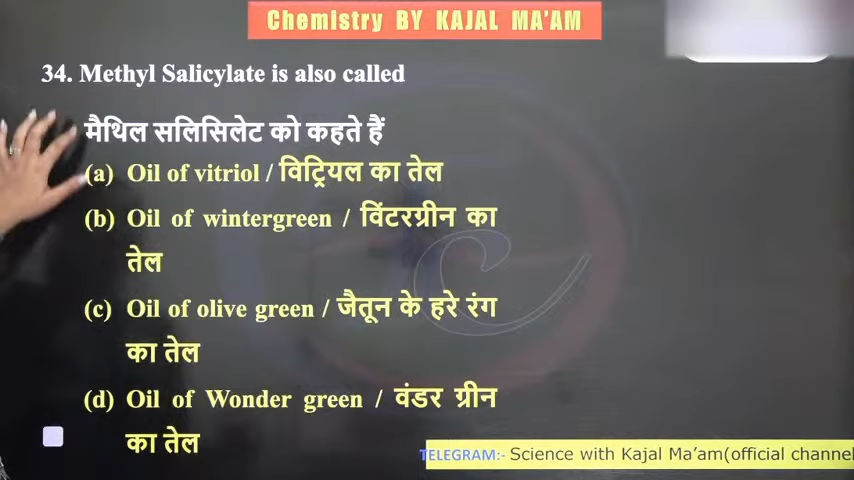 Chemistry BY KAJAL MA'AM
34. Methyl Salicylate is also called
मैथिल सलिसिलेट को कहते हैं
(a) Oil of vitriol / विट्रियल का तेल
(b) Oil of wintergreen / विंटरग्रीन का
तेल
(c) Oil of olive green / जैतून के हरे रंग
का तेल
(d) Oil of Wonder green / वंडर ग्रीन
का तेल
TELEGRAM:- Science with Kajal Ma'am(official channel